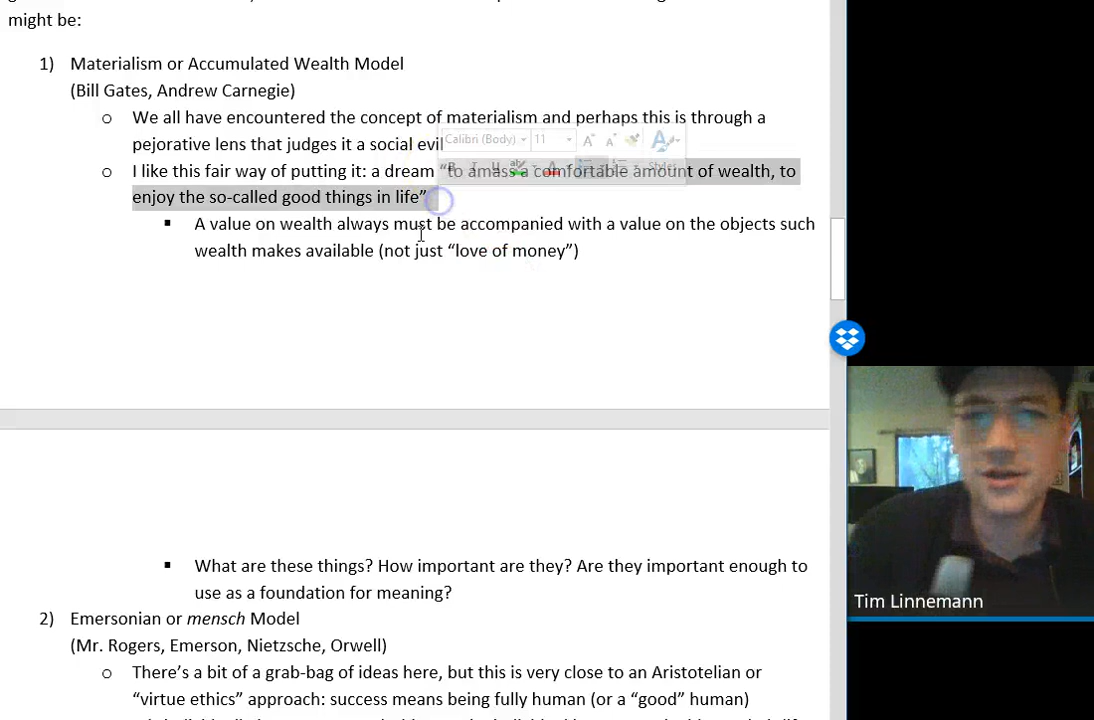 might be:
1) Materialism or Accumulated Wealth Model
(Bill Gates, Andrew Carnegie)
o We all have encountered the concept of materialism and perhaps this is through a
pejorative lens that judges it a social evil
Calibri (Body) 11
o I like this fair way of putting it: a dream “to amass a comfortable amount of wealth, to
Styles
enjoy the so-called good things in life”
▪ A value on wealth always must be accompanied with a value on the objects such
wealth makes available (not just “love of money”)
▪ What are these things? How important are they? Are they important enough to
use as a foundation for meaning?
Tim Linnemann
2) Emersonian or mensch Model
(Mr. Rogers, Emerson, Nietzsche, Orwell)
o There’s a bit of a grab-bag of ideas here, but this is very close to an Aristotelian or
“virtue ethics” approach: success means being fully human (or a “good” human)